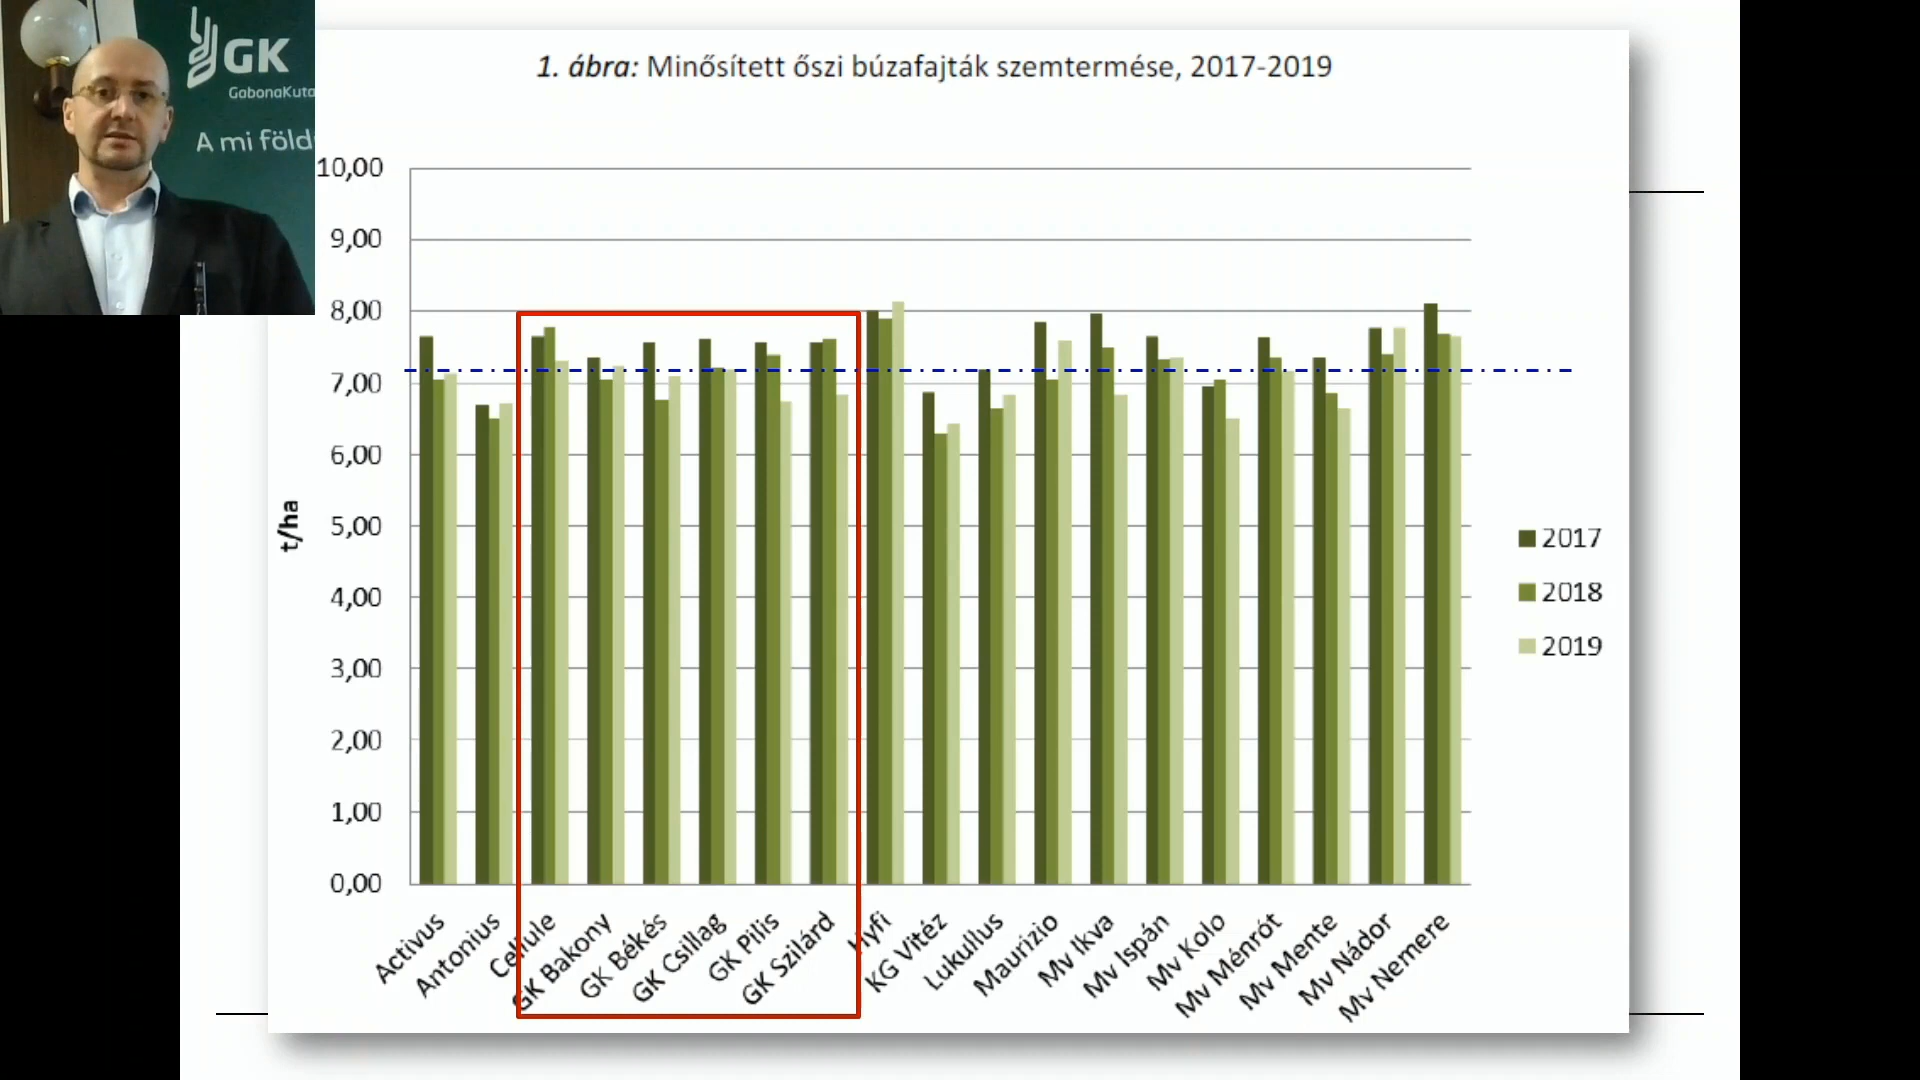 GK
GabonaKuta
A mi föld
1. ábra: Minősített őszi búzafajták szemtermése, 2017-2019
10,00
9,00
8,00
7,00
6,00
5,00
4,00
3,00
2,00
1,00
0,00
t/ha
Activus
Antonius
Cellule
GK Bakony
GK Békés
GK Csillag
GK Pilis
GK Szilárd
Hyfi
KG Vitéz
Lukullus
Maurizio
Mv Ikva
Mv Ispán
Mv Kolo
Mv Ménrót
Mv Mente
Mv Nádor
Mv Nemere
2017
2018
2019